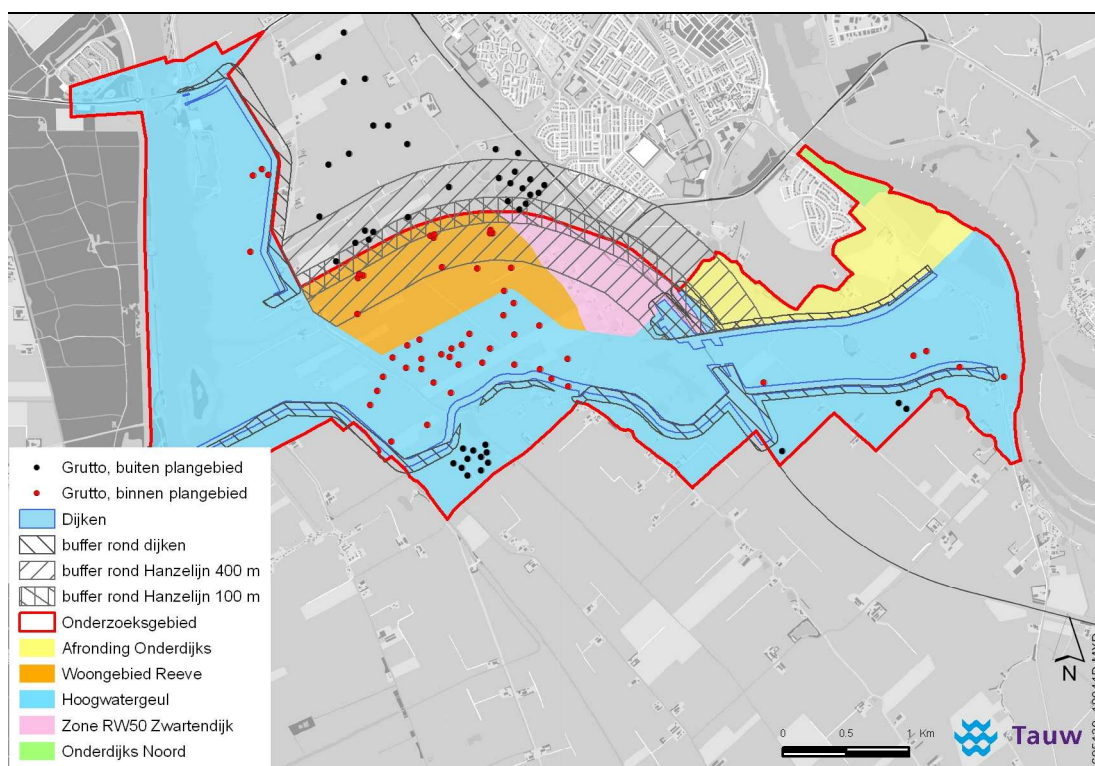 Grutto, buiten plangebied
Grutto, binnen plangebied
Dijken
buffer rond dijken
buffer rond Hanzelijn 400 m
buffer rond Hanzelijn 100 m
Onderzoeksgebied
Afronding Onderdijks
Woongebied Reeve
Hoogwatergeul
Zone RW50 Zwartendijk
Onderdijks Noord
N
0 0.5 1 Km
Tauw